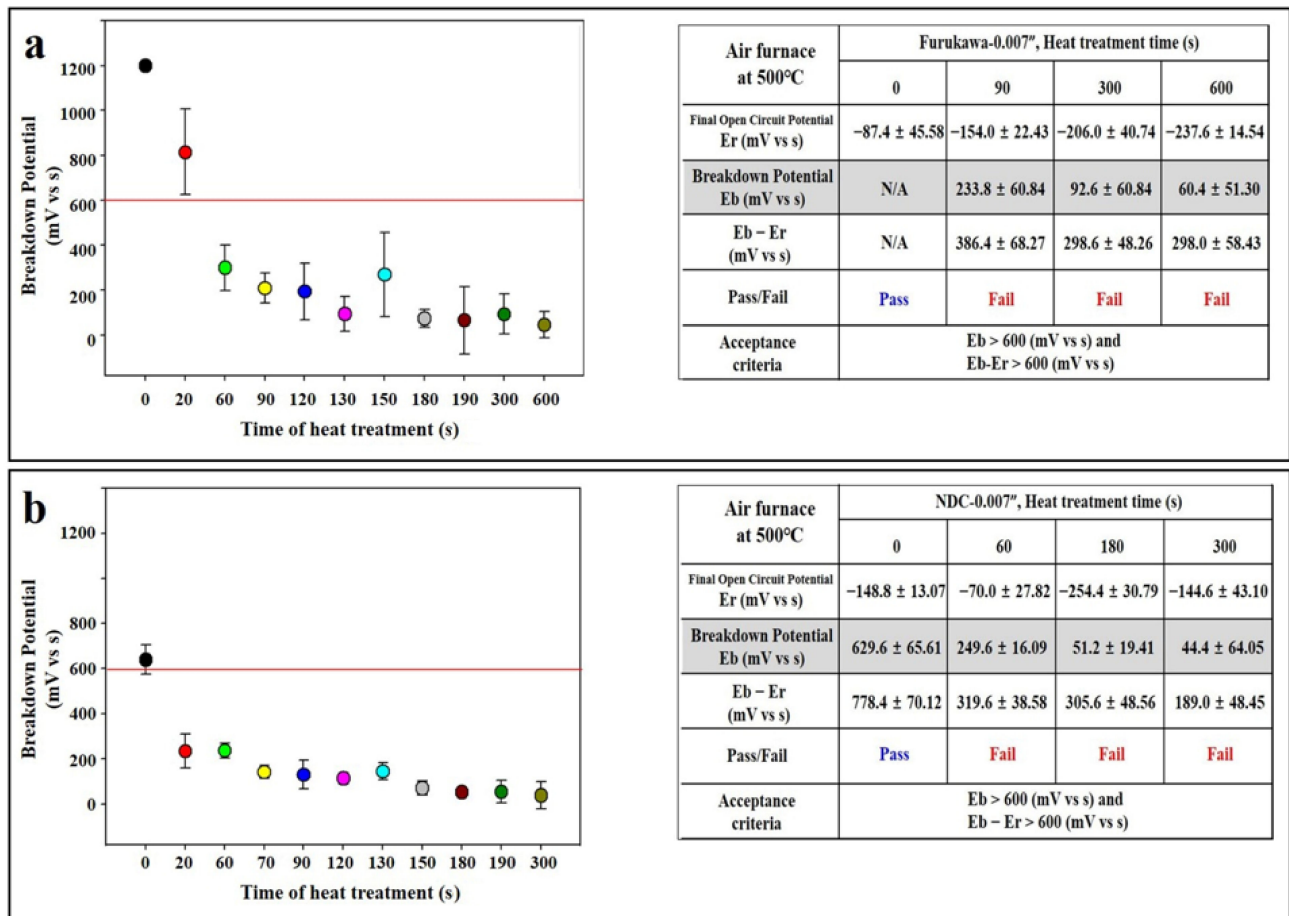 a
1200
1000
800
600
400
200
0
Breakdown Potential
(mV vs s)
0 20 60 90 120 130 150 180 190 300 600
Time of heat treatment (s)
Air furnace
at 500°C
Furukawa-0.007″, Heat treatment time (s)
0 90 300 600
Final Open Circuit Potential
Er (mV vs s)
−87.4 ± 45.58 −154.0 ± 22.43 −206.0 ± 40.74 −237.6 ± 14.54
Breakdown Potential
Eb (mV vs s)
N/A 233.8 ± 60.84 92.6 ± 60.84 60.4 ± 51.30
Eb − Er
(mV vs s)
N/A 386.4 ± 68.27 298.6 ± 48.26 298.0 ± 58.43
Pass/Fail Pass Fail Fail Fail
Acceptance
criteria
Eb > 600 (mV vs s) and
Eb-Er > 600 (mV vs s)
b
1200
800
600
400
200
0
Breakdown Potential
(mV vs s)
0 20 60 70 90 120 130 150 180 190 300
Time of heat treatment (s)
Air furnace
at 500°C
NDC-0.007″, Heat treatment time (s)
0 60 180 300
Final Open Circuit Potential
Er (mV vs s)
−148.8 ± 13.07 −70.0 ± 27.82 −254.4 ± 30.79 −144.6 ± 43.10
Breakdown Potential
Eb (mV vs s)
629.6 ± 65.61 249.6 ± 16.09 51.2 ± 19.41 44.4 ± 64.05
Eb − Er
(mV vs s)
778.4 ± 70.12 319.6 ± 38.58 305.6 ± 48.56 189.0 ± 48.45
Pass/Fail Pass Fail Fail Fail
Acceptance
criteria
Eb > 600 (mV vs s) and
Eb − Er > 600 (mV vs s)